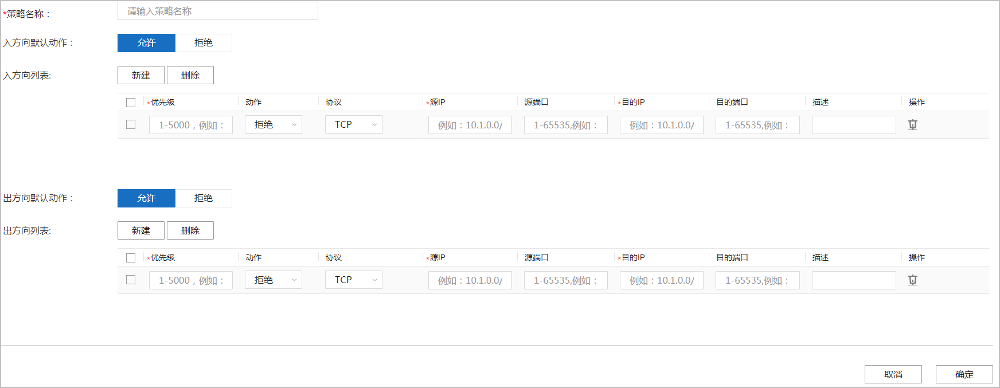 *策略名称：
请输入策略名称
入方向默认动作：
允许 拒绝
入方向列表:
新建 删除
*优先级 动作 协议 *源IP 源端口 *目的IP 目的端口 描述 操作
1-5000，例如： 拒绝 TCP 例如：10.1.0.0/ 1-65535,例如： 例如：10.1.0.0/ 1-65535,例如：
出方向默认动作：
允许 拒绝
出方向列表:
新建 删除
*优先级 动作 协议 *源IP 源端口 *目的IP 目的端口 描述 操作
1-5000，例如： 拒绝 TCP 例如：10.1.0.0/ 1-65535,例如： 例如：10.1.0.0/ 1-65535,例如：
取消 确定